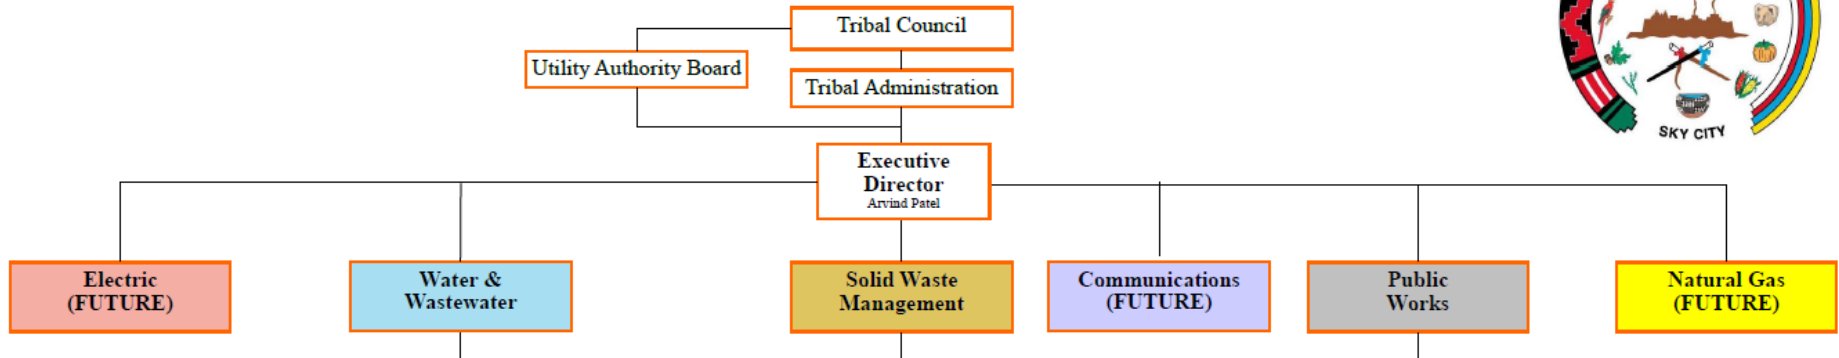 Tribal Council
Utility Authority Board
Tribal Administration
SKY CITY
Executive
Director
Arvind Patel
Electric
(FUTURE)
Water &
Wastewater
Solid Waste
Management
Communications
(FUTURE)
Public
Works
Natural Gas
(FUTURE)